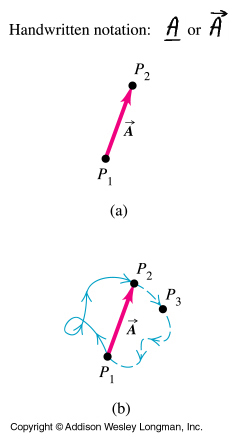 Handwritten notation: A or A⃗
P₂
A⃗
P₁
(a)
P₂
P₃
A⃗
P₁
(b)
Copyright © Addison Wesley Longman, Inc.